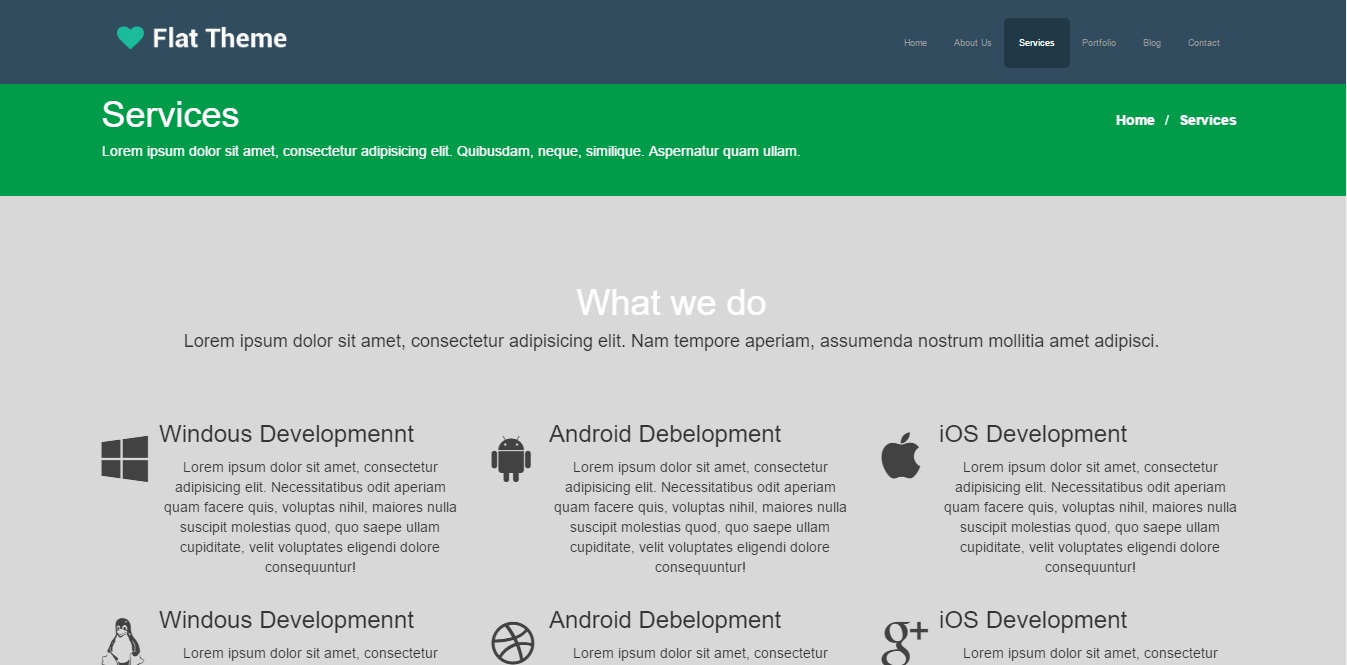 Flat Theme
Home About Us Services Portfolio Blog Contact
Services
Home / Services
Lorem ipsum dolor sit amet, consectetur adipisicing elit. Quibusdam, neque, similique. Aspernatur quam ullam.
What we do
Lorem ipsum dolor sit amet, consectetur adipisicing elit. Nam tempore aperiam, assumenda nostrum mollitia amet adipisci.
Windous Developmennt
Lorem ipsum dolor sit amet, consectetur
adipisicing elit. Necessitatibus odit aperiam
quam facere quis, voluptas nihil, maiores nulla
suscipit molestias quod, quo saepe ullam
cupiditate, velit voluptates eligendi dolore
consequuntur!
Android Debelopment
Lorem ipsum dolor sit amet, consectetur
adipisicing elit. Necessitatibus odit aperiam
quam facere quis, voluptas nihil, maiores nulla
suscipit molestias quod, quo saepe ullam
cupiditate, velit voluptates eligendi dolore
consequuntur!
iOS Development
Lorem ipsum dolor sit amet, consectetur
adipisicing elit. Necessitatibus odit aperiam
quam facere quis, voluptas nihil, maiores nulla
suscipit molestias quod, quo saepe ullam
cupiditate, velit voluptates eligendi dolore
consequuntur!
Windous Developmennt
Lorem ipsum dolor sit amet, consectetur
Android Debelopment
Lorem ipsum dolor sit amet, consectetur
g+
iOS Development
Lorem ipsum dolor sit amet, consectetur